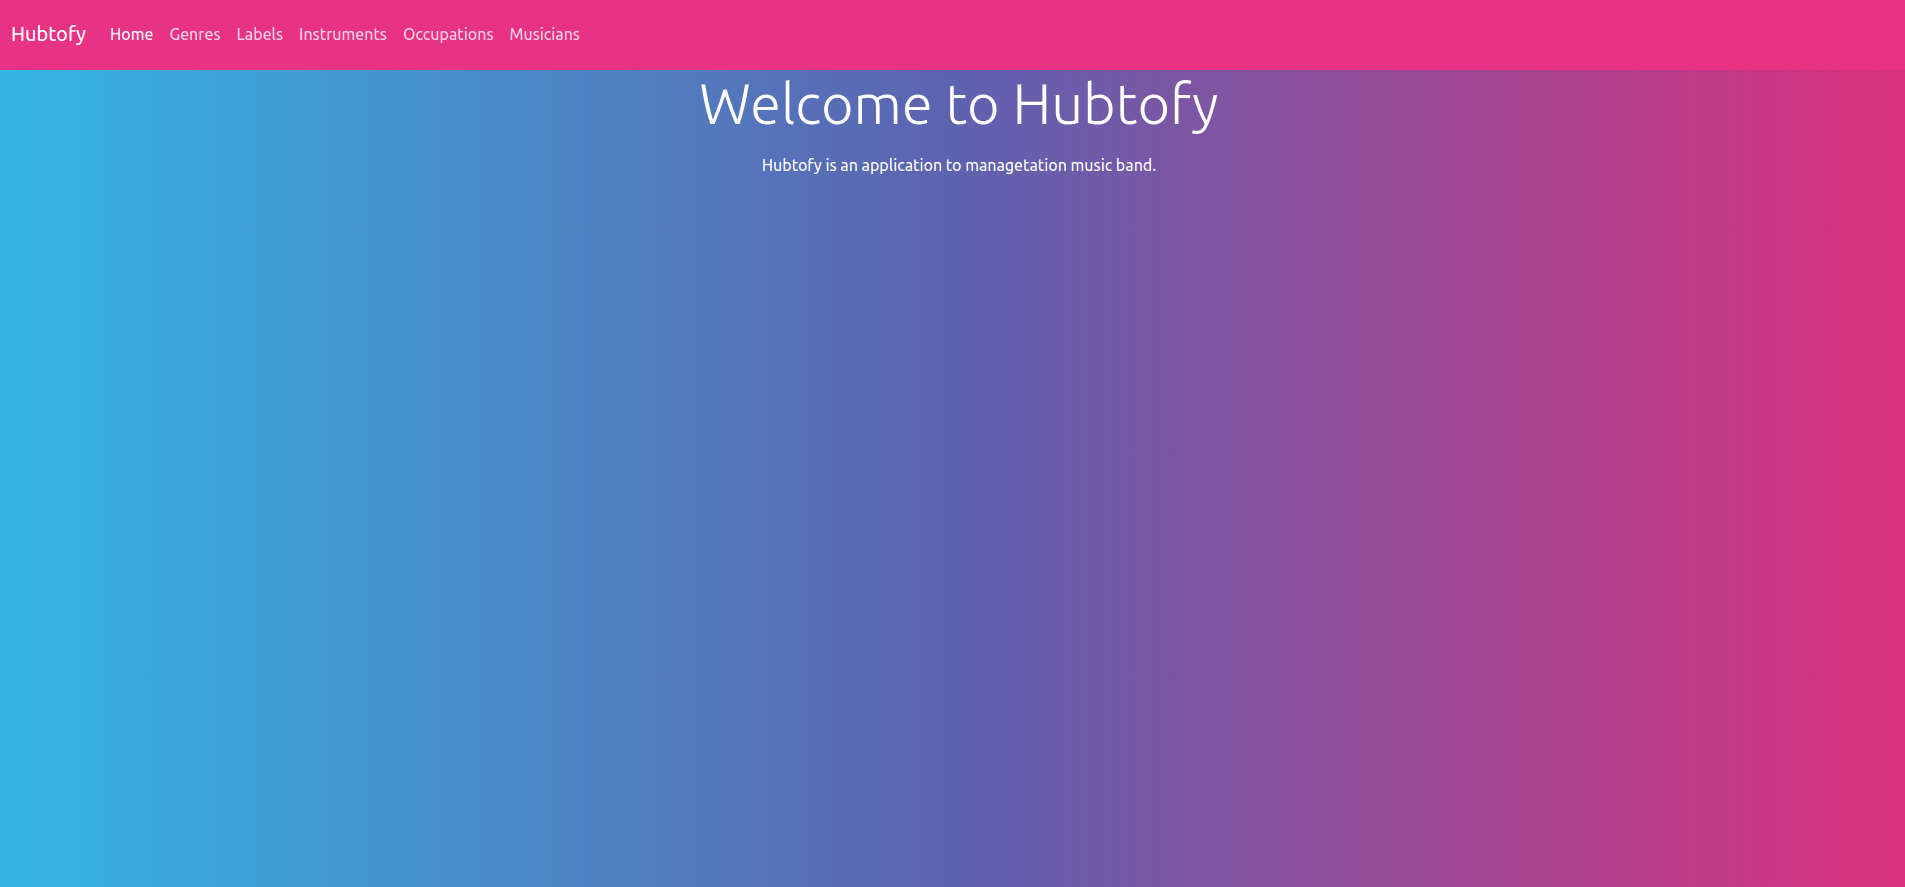 Hubtofy Home Genres Labels Instruments Occupations Musicians
Welcome to Hubtofy
Hubtofy is an application to managetation music band.